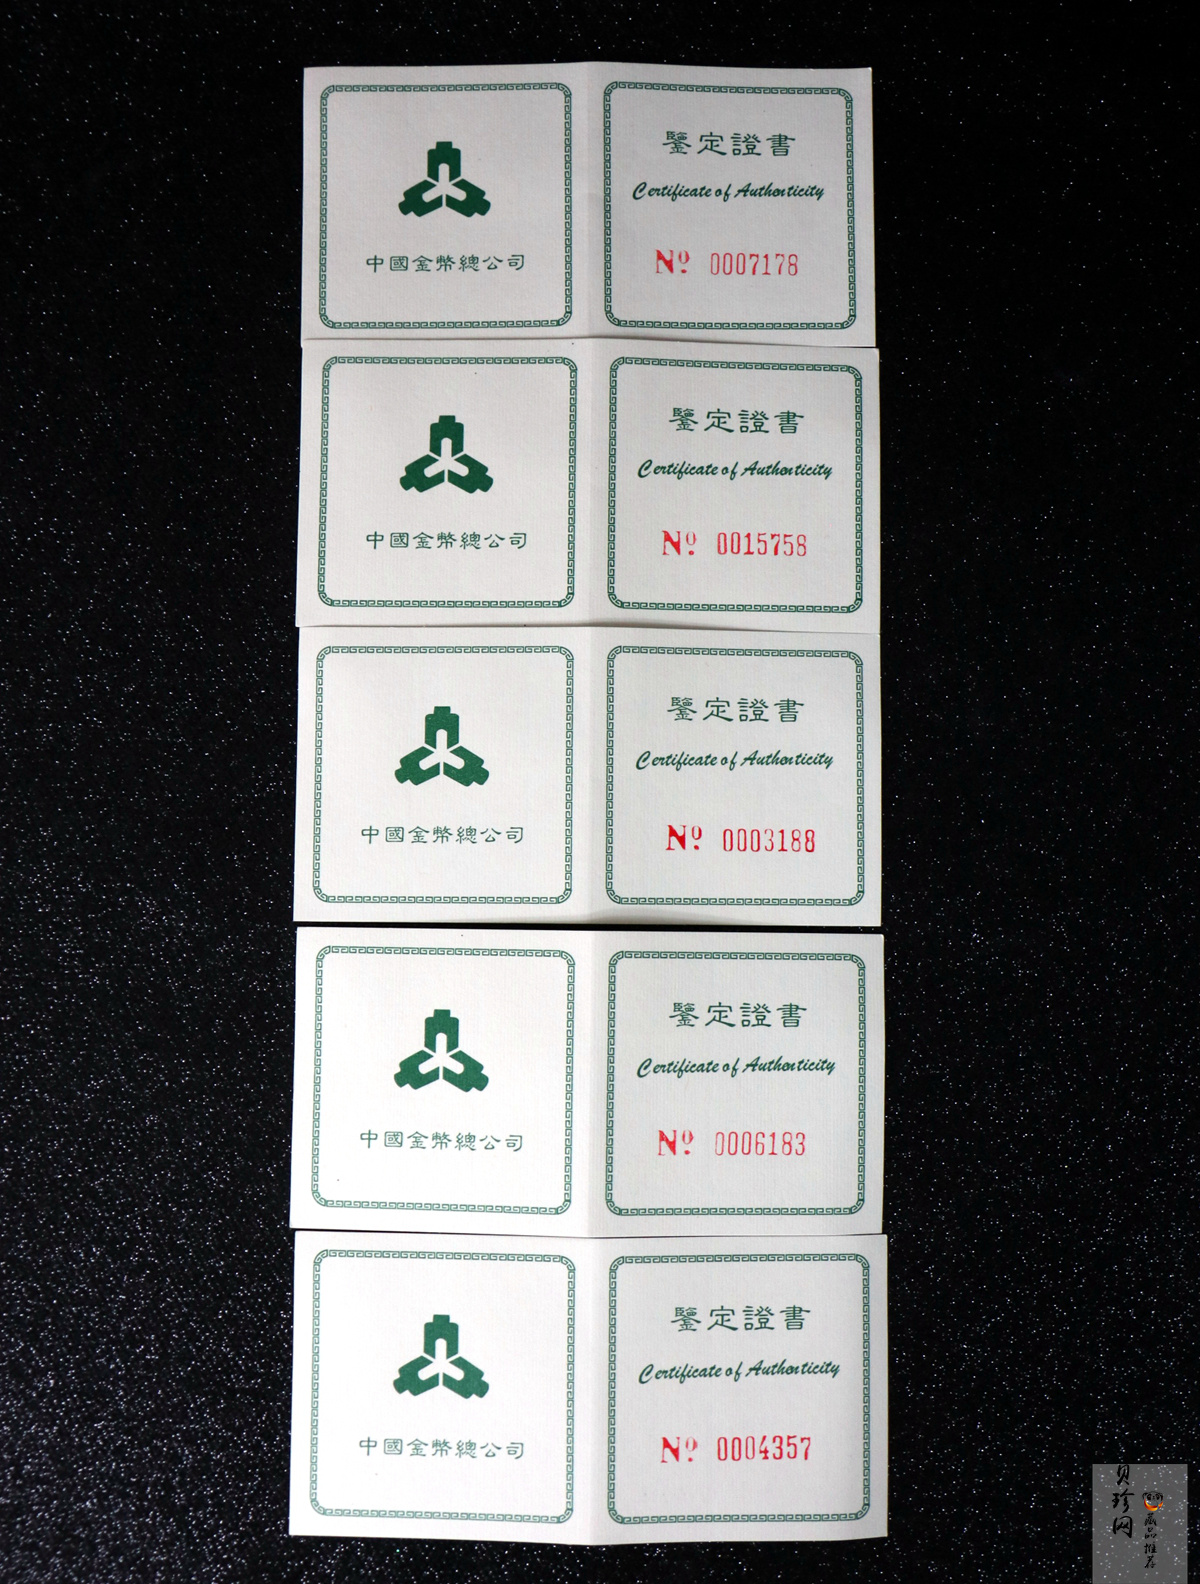 中國金幣總公司
鑒定證書
Certificate of Authenticity
Nº 0007178
中國金幣總公司
鑒定證書
Certificate of Authenticity
Nº 0015758
中國金幣總公司
鑒定證書
Certificate of Authenticity
Nº 0003188
中國金幣總公司
鑒定證書
Certificate of Authenticity
Nº 0006183
中國金幣總公司
鑒定證書
Certificate of Authenticity
Nº 0004357
贝珍网
藏品推荐